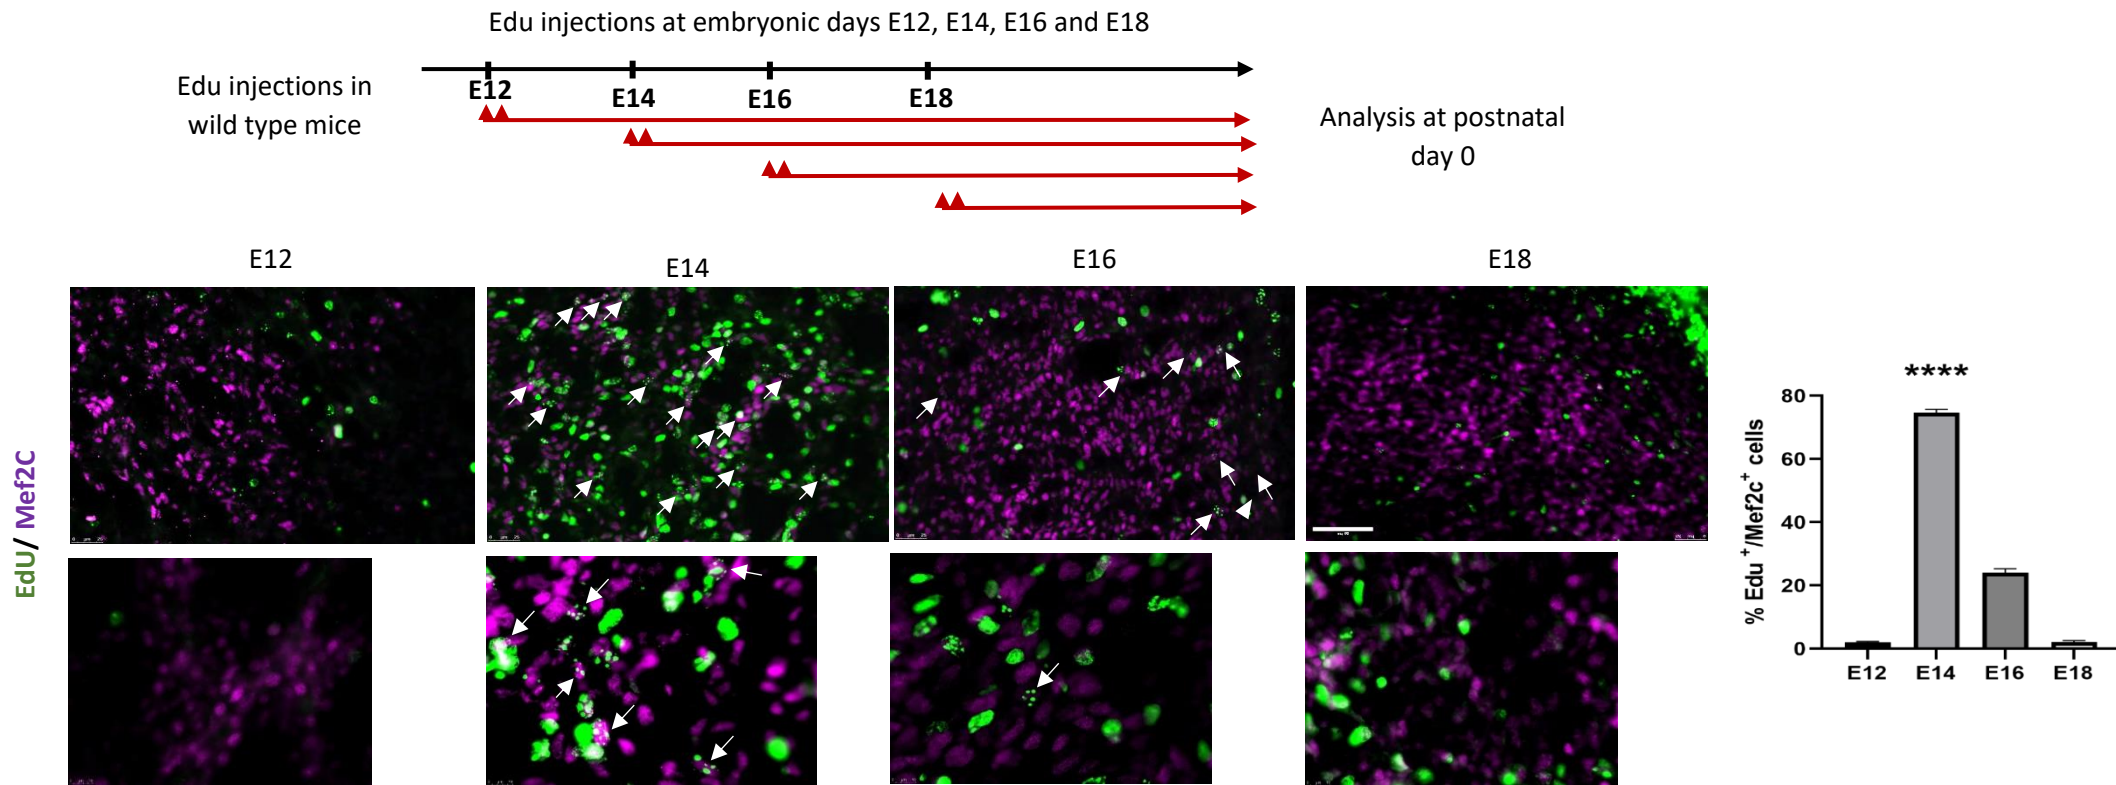 Edu injections at embryonic days E12, E14, E16 and E18
Edu injections in
wild type mice
E12
E14
E16
E18
Analysis at postnatal
day 0
E12
E14
E16
E18
EdU/ Mef2C
****
% Edu +/Mef2c+ cells
80
60
40
20
0
E12
E14
E16
E18